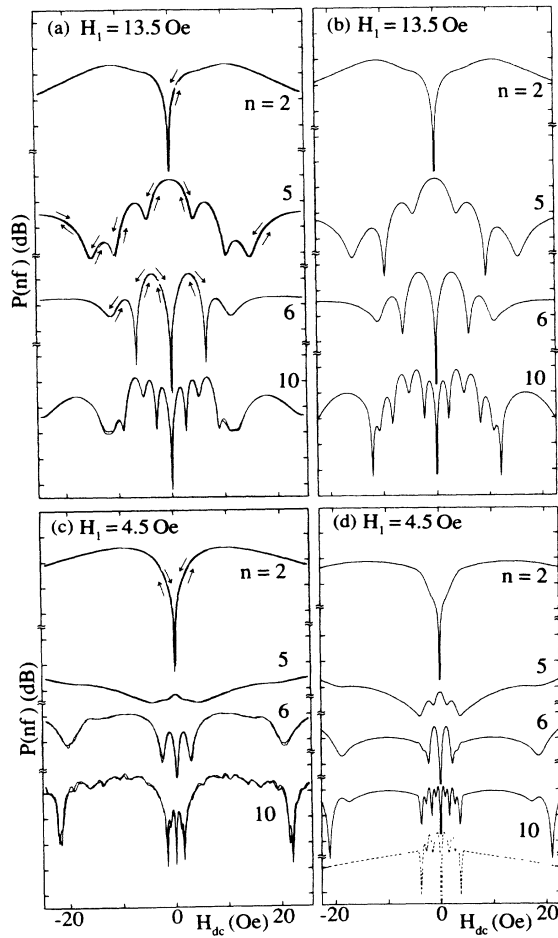 (a) H₁ = 13.5 Oe
(b) H₁ = 13.5 Oe
n = 2
n = 2
5
5
6
6
10
10
P(nf) (dB)
(c) H₁ = 4.5 Oe
(d) H₁ = 4.5 Oe
n = 2
n = 2
5
5
6
6
10
10
P(nf) (dB)
-20 0 20
-20 0 20
H_dc (Oe)
H_dc (Oe)